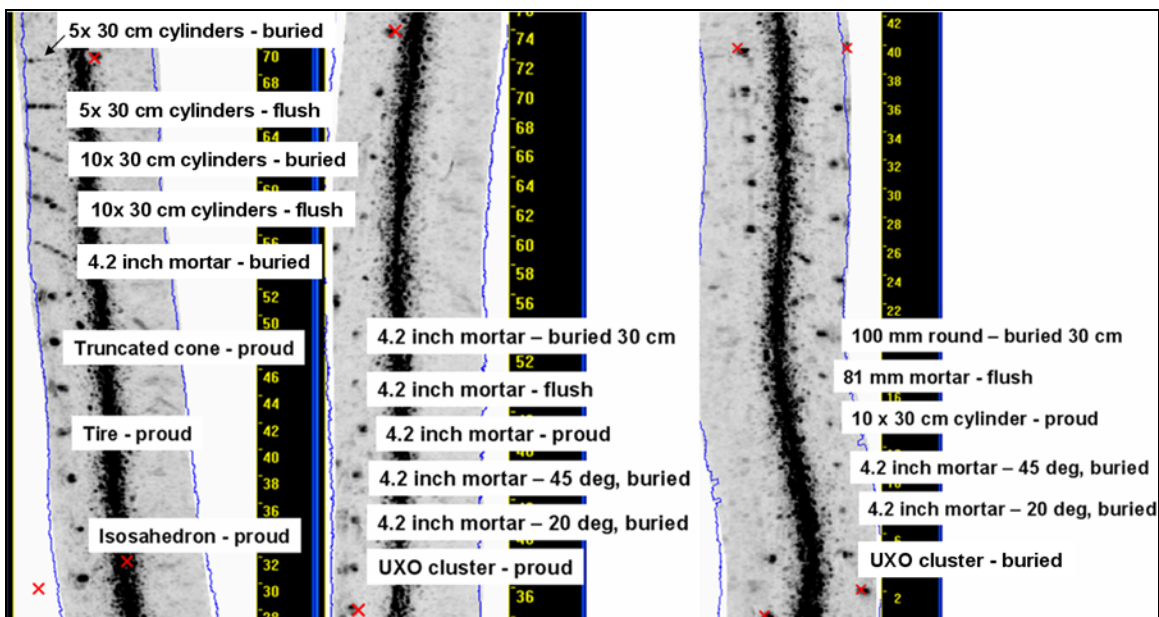 5x 30 cm cylinders - buried
70
68
5x 30 cm cylinders - flush
64
10x 30 cm cylinders - buried
10x 30 cm cylinders - flush
4.2 inch mortar - buried
52
50
Truncated cone - proud
46
42
Tire - proud
40
38
36
Isosahedron - proud
32
30
74
72
70
68
66
64
62
60
58
56
4.2 inch mortar – buried 30 cm
52
4.2 inch mortar - flush
4.2 inch mortar - proud
4.2 inch mortar – 45 deg, buried
4.2 inch mortar – 20 deg, buried
UXO cluster - proud
38
36
42
40
38
36
34
32
30
28
26
24
22
100 mm round – buried 30 cm
81 mm mortar - flush
16
10 x 30 cm cylinder - proud
4.2 inch mortar – 45 deg, buried
4.2 inch mortar – 20 deg, buried
UXO cluster - buried
2